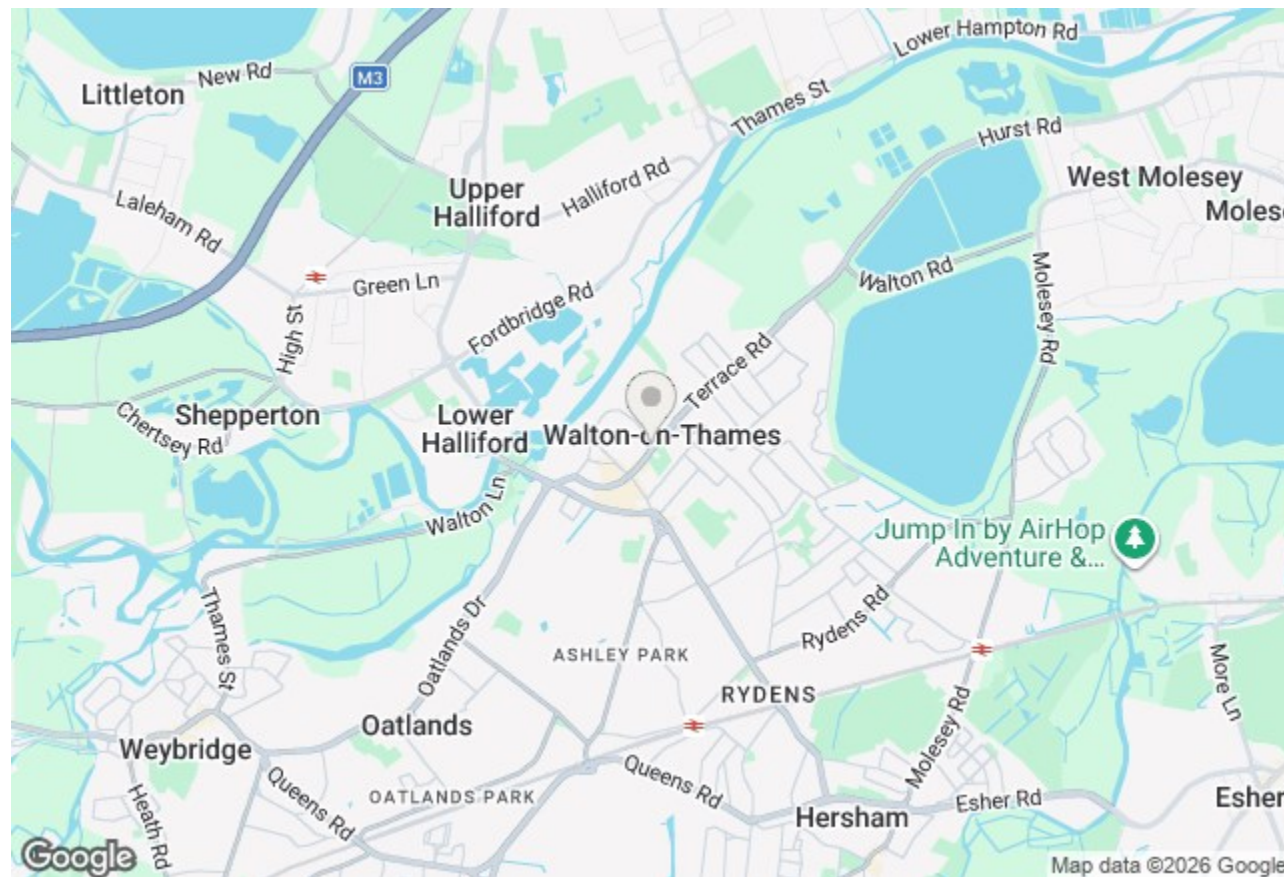 Lower Hampton Rd
New Rd
M3
Littleton
Thames St
Hurst Rd
Upper
Halliford
Halliford Rd
West Molesey
Molese
Laleham Rd
Green Ln
Walton Rd
Molesey Rd
High St
Fordbridge Rd
Terrace Rd
Chertsey Rd
Shepperton
Lower
Halliford
Walton-on-Thames
Walton Ln
Jump In by AirHop
Adventure &...
Thames St
Oatlands Dr
Rydens Rd
ASHLEY PARK
RYDENS
More Ln
Oatlands
Weybridge
Molesey Rd
Queens Rd
Queens Rd
Heath Rd
OATLANDS PARK
Esher Rd
Esher
Hersham
Google
Map data ©2026 Google